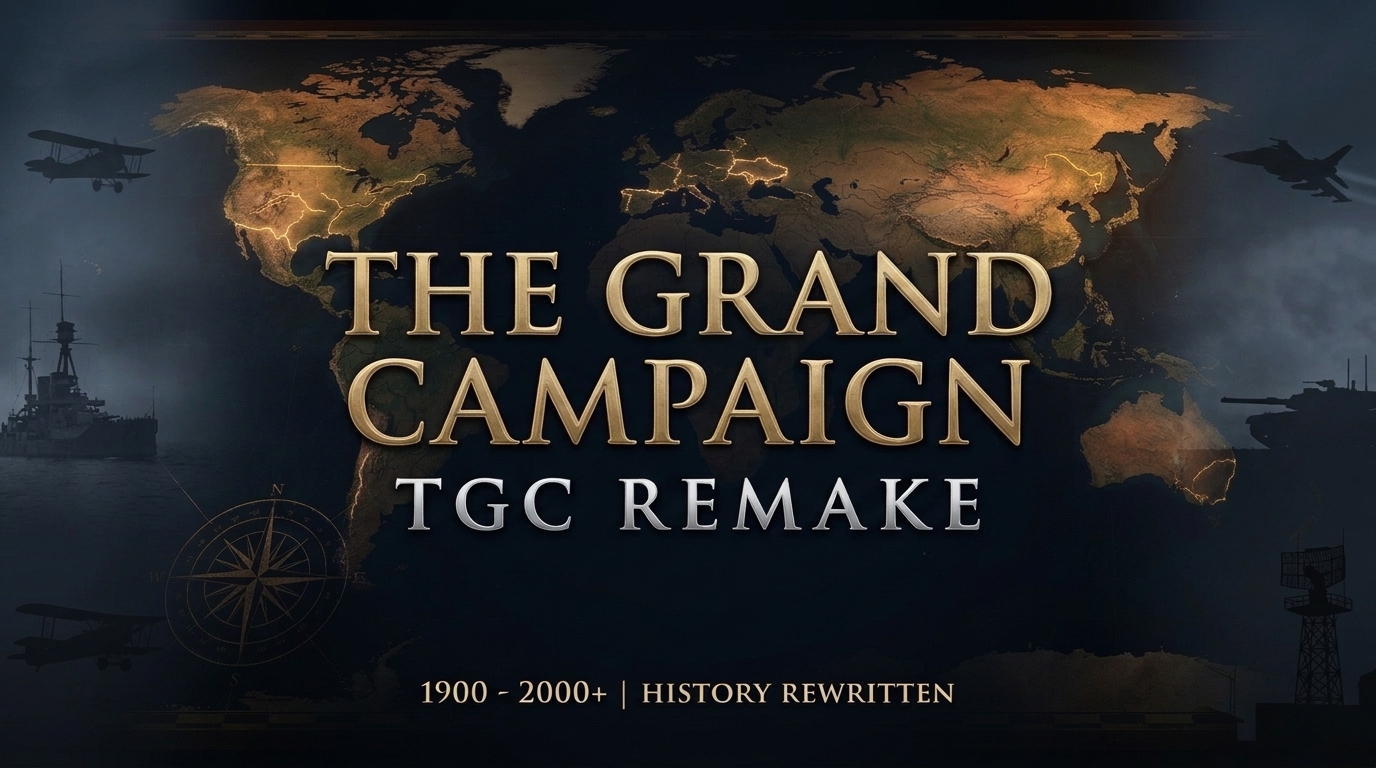 THE GRAND
CAMPAIGN
TGC REMAKE
N
W
E
S
1900 - 2000+ | HISTORY REWRITTEN